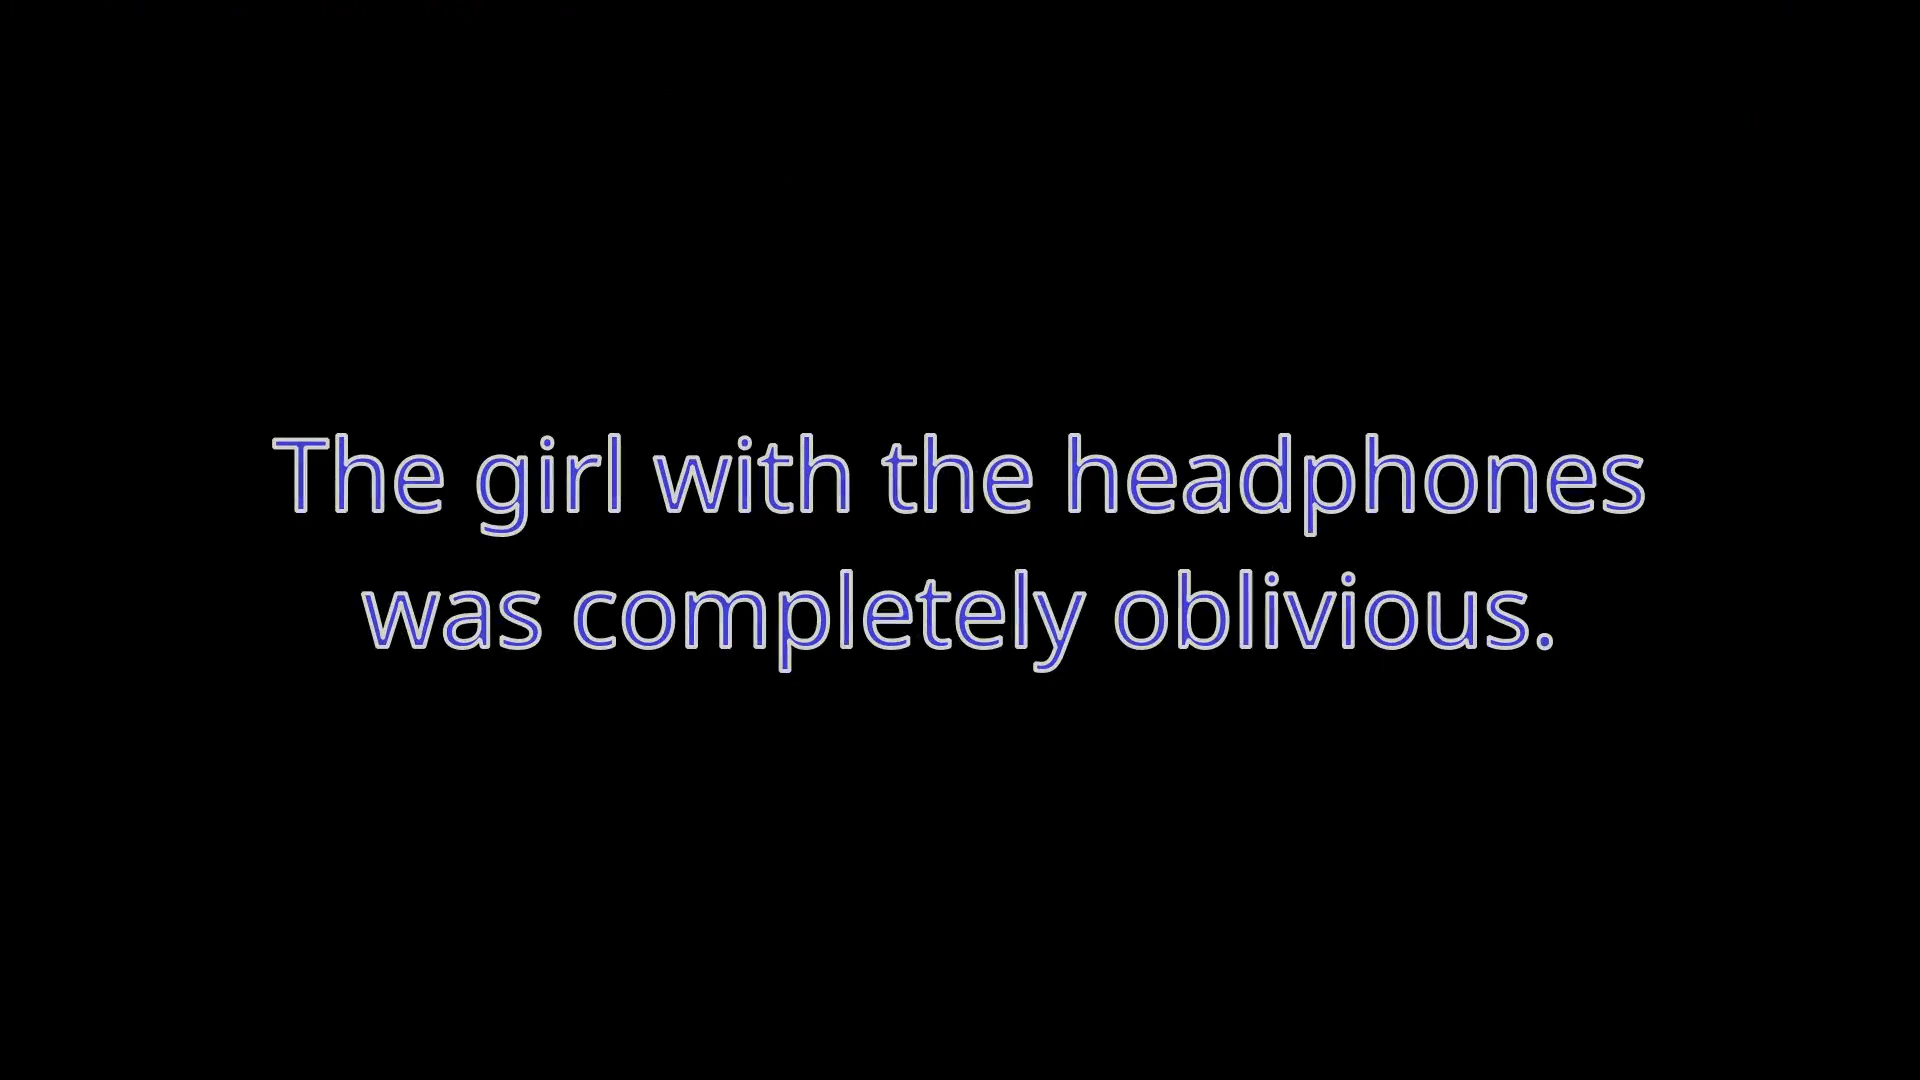 The girl with the headphones
was completely oblivious.